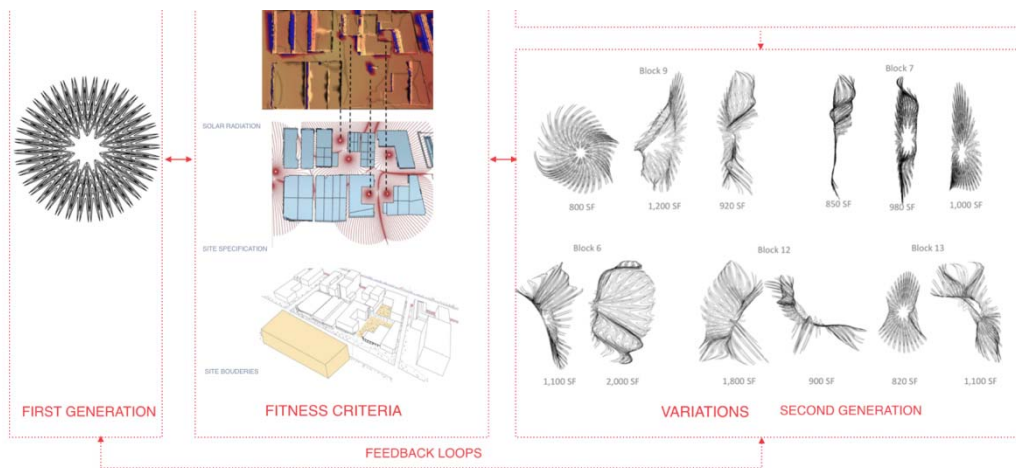 SOLAR RADIATION
SITE SPECIFICATION
SITE BOUDERIES
FIRST GENERATION
FITNESS CRITERIA
Block 9
Block 7
800 SF
1,200 SF
920 SF
850 SF
980 SF
1,000 SF
Block 6
Block 12
Block 13
1,100 SF
2,000 SF
1,800 SF
900 SF
820 SF
1,100 SF
VARIATIONS
SECOND GENERATION
FEEDBACK LOOPS